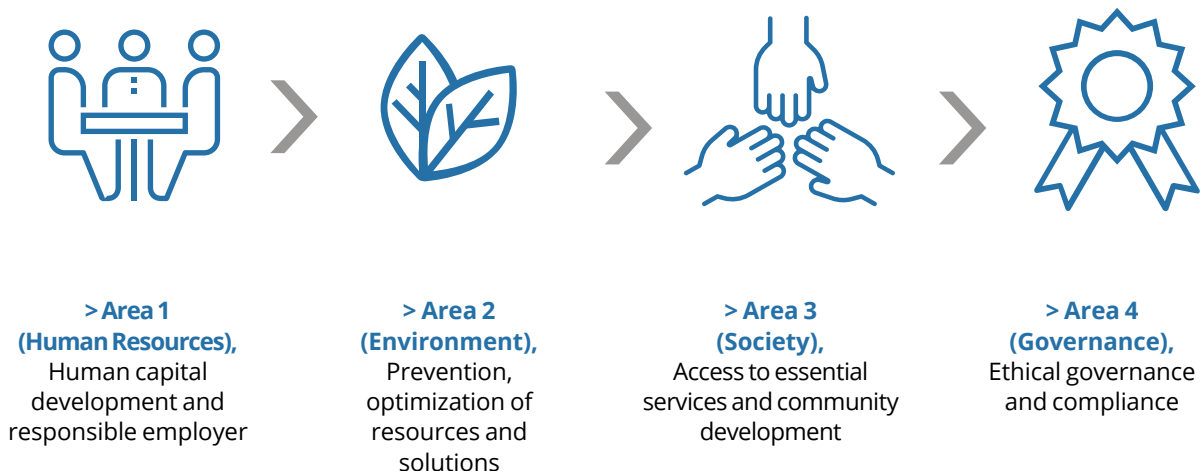 > Area 1
(Human Resources),
Human capital
development and
responsible employer
> Area 2
(Environment),
Prevention,
optimization of
resources and
solutions
> Area 3
(Society),
Access to essential
services and community
development
> Area 4
(Governance),
Ethical governance
and compliance